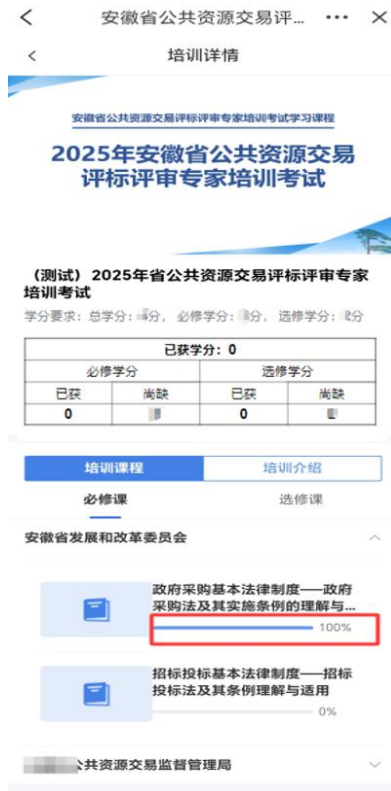 安徽省公共资源交易评...
培训详情
安徽省公共资源交易评标评审专家培训考试学习课程
2025年安徽省公共资源交易
评标评审专家培训考试
（测试）2025年省公共资源交易评标评审专家
培训考试
学分要求：总学分： 分， 必修学分： 分， 选修学分： 分
已获学分：0
必修学分 选修学分
已获 尚缺 已获 尚缺
0 0
培训课程 培训介绍
必修课 选修课
安徽省发展和改革委员会
政府采购基本法律制度——政府
采购法及其实施条例的理解与...
100%
招标投标基本法律制度——招标
投标法及其条例理解与适用
0%
公共资源交易监督管理局